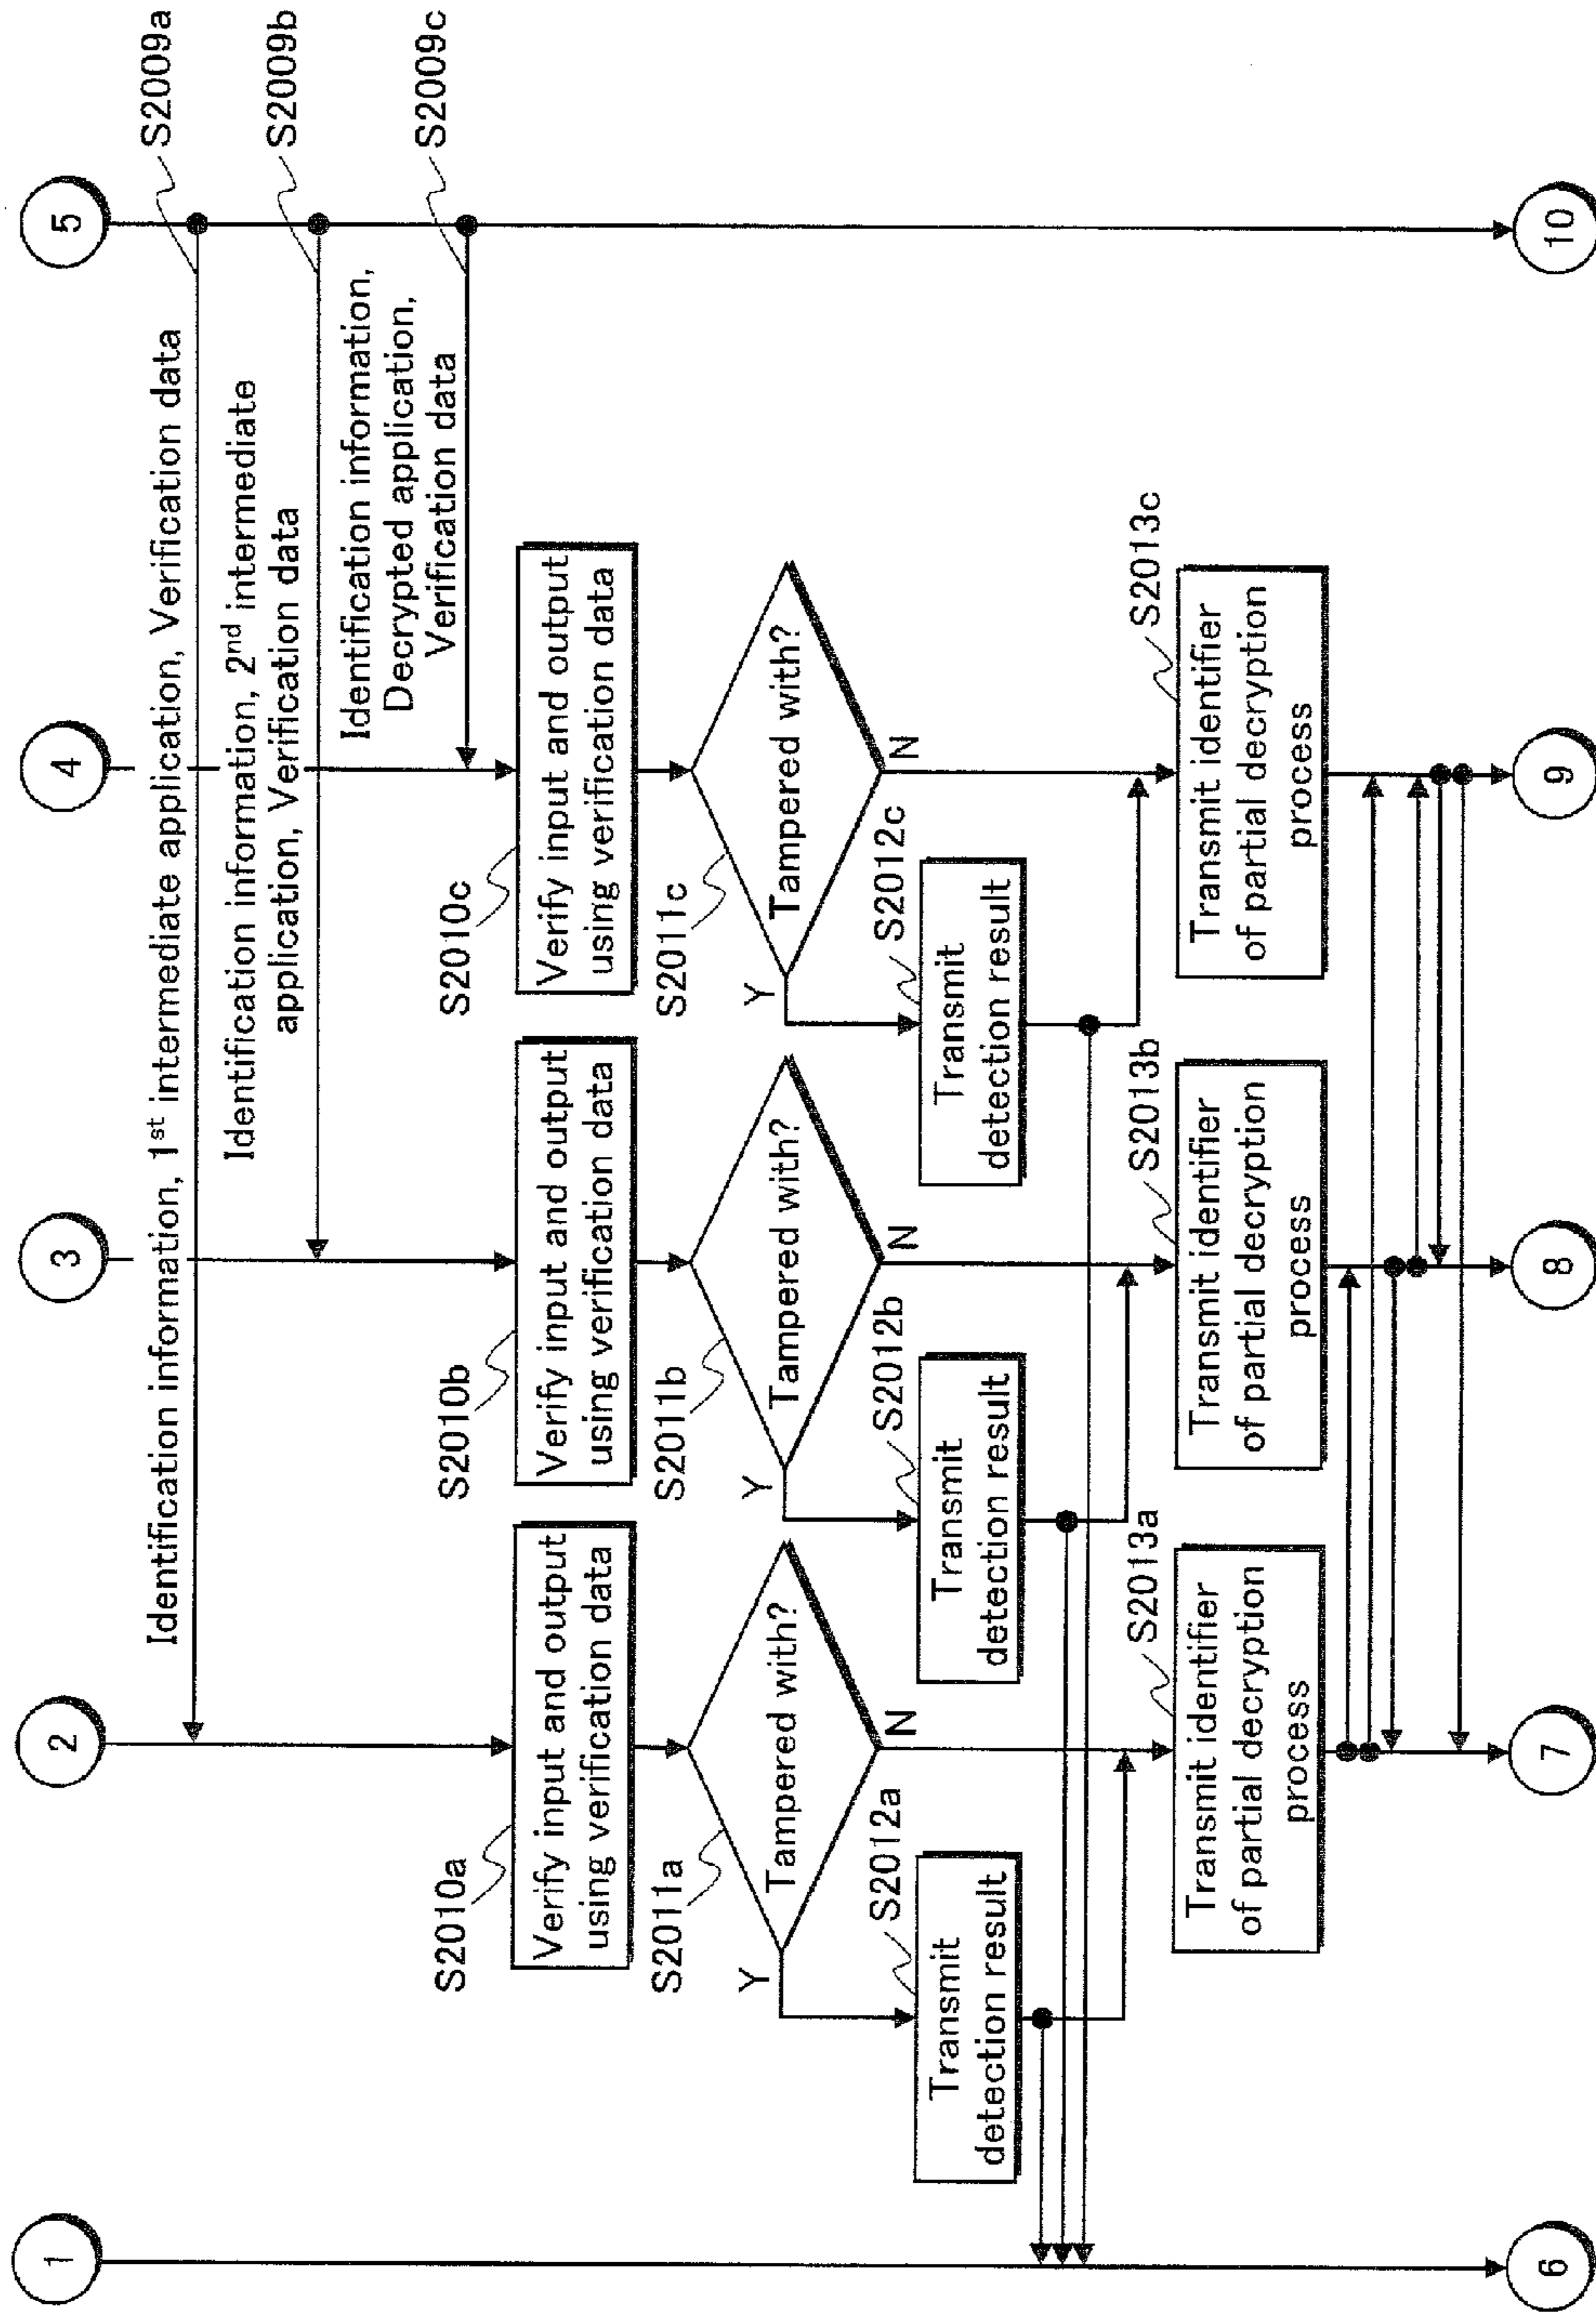 1
2
3
4
5
S2009a
Identification information, 1st intermediate application, Verification data
S2009b
Identification information, 2nd intermediate
application, Verification data
S2009c
Identification information,
Decrypted application,
Verification data
S2010a
Verify input and output
using verification data
S2010b
Verify input and output
using verification data
S2010c
Verify input and output
using verification data
S2011a
Tampered with?
Y
N
S2011b
Tampered with?
Y
N
S2011c
Tampered with?
Y
N
S2012a
Transmit
detection result
S2012b
Transmit
detection result
S2012c
Transmit
detection result
S2013a
Transmit identifier
of partial decryption
process
S2013b
Transmit identifier
of partial decryption
process
S2013c
Transmit identifier
of partial decryption
process
6
7
8
9
10